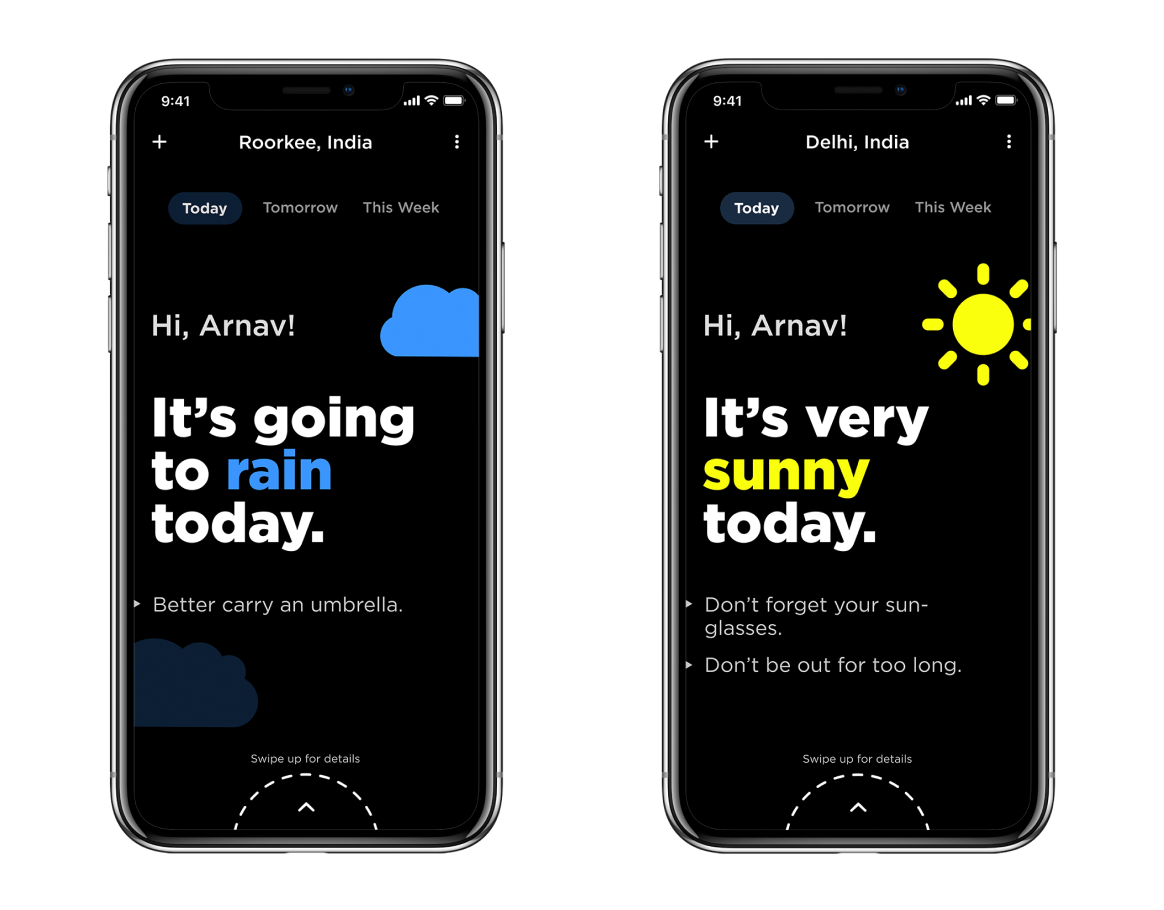 9:41
Roorkee, India
Today Tomorrow This Week
Hi, Arnav!
It’s going
to rain
today.
Better carry an umbrella.
Swipe up for details
9:41
Delhi, India
Today Tomorrow This Week
Hi, Arnav!
It’s very
sunny
today.
Don’t forget your sun-
glasses.
Don’t be out for too long.
Swipe up for details